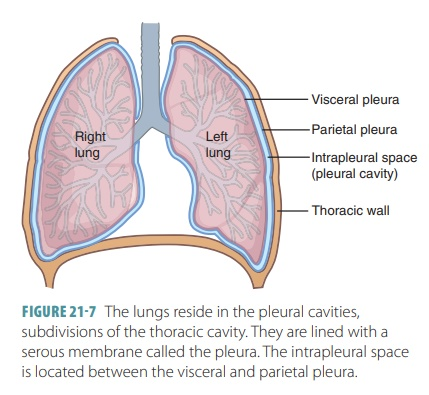 Visceral pleura
Parietal pleura
Right
lung
Left
lung
Intrapleural space
(pleural cavity)
Thoracic wall
FIGURE 21-7 The lungs reside in the pleural cavities,
subdivisions of the thoracic cavity. They are lined with a
serous membrane called the pleura. The intrapleural space
is located between the visceral and parietal pleura.